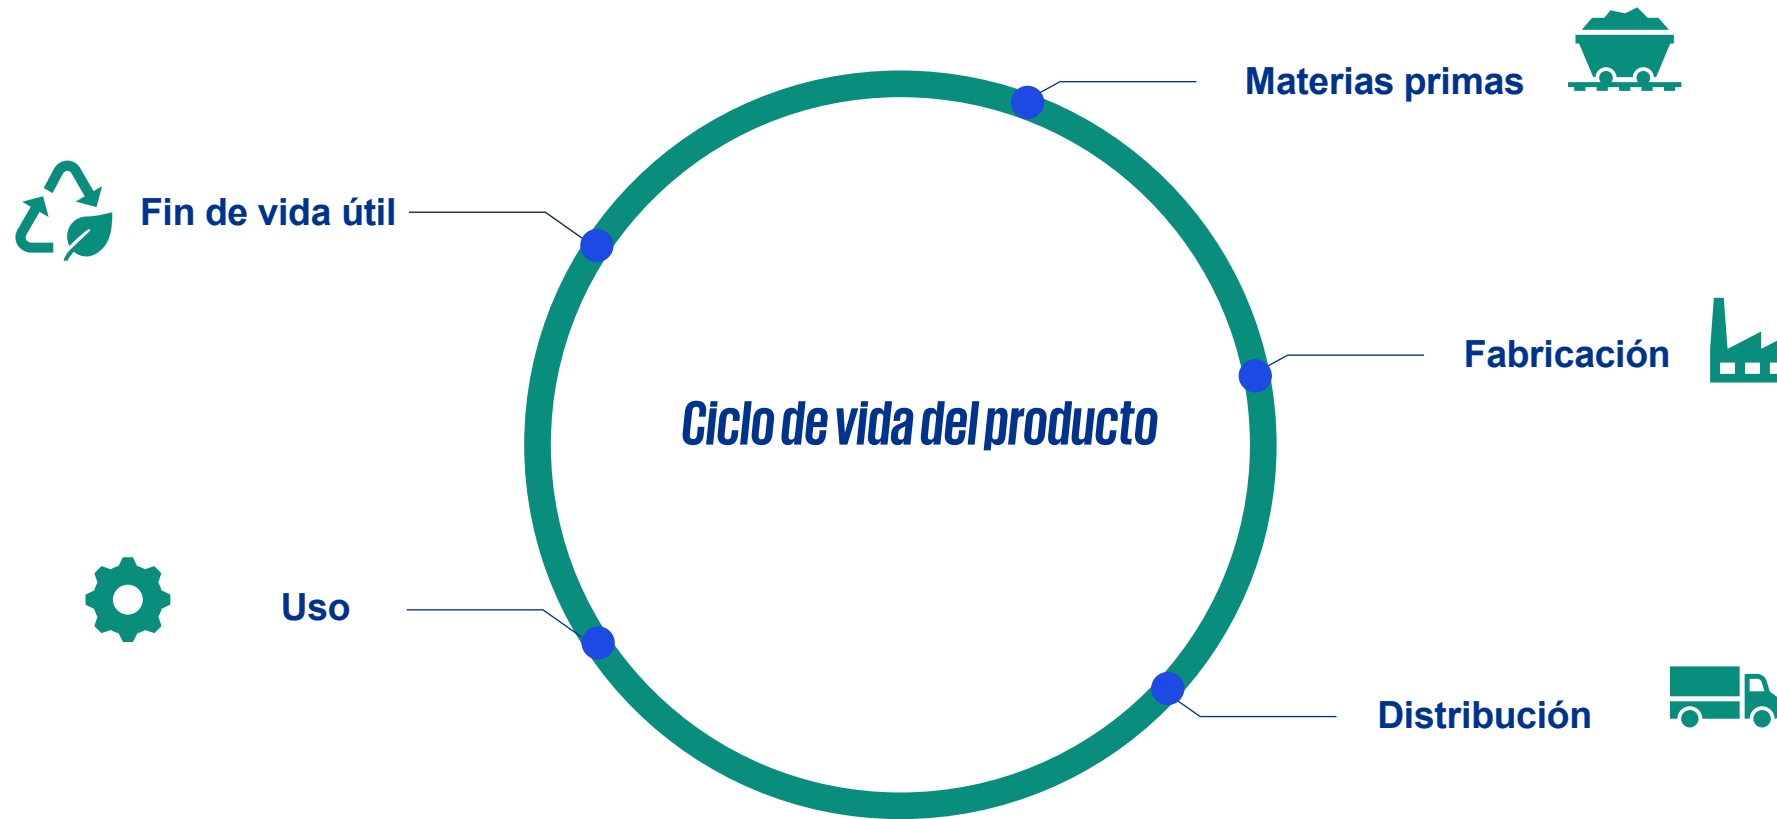 Materias primas
Fin de vida útil
Fabricación
Ciclo de vida del producto
Uso
Distribución